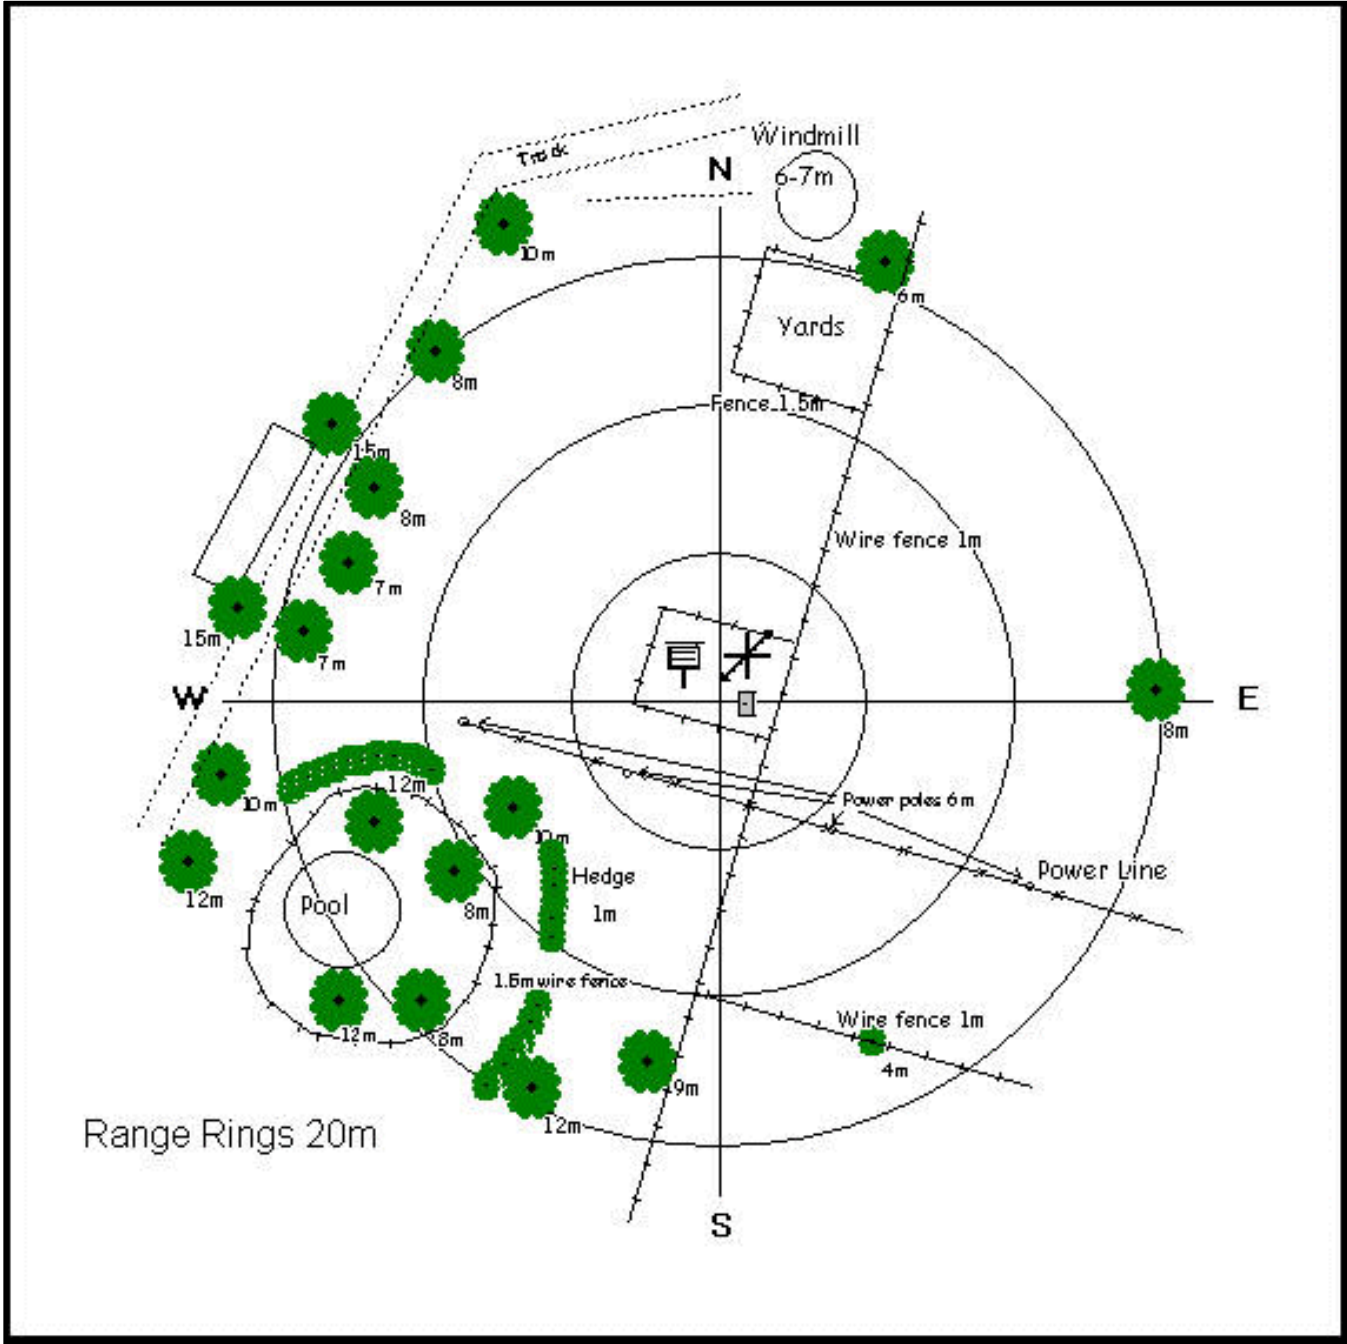 Windmill
Track
N
6-7m
10m
6m
Yards
8m
Fence 1.5m
15m
8m
Wire fence 1m
7m
15m
7m
W
E
8m
12m
10m
Power poles 6m
10m
Power Line
Hedge
12m
Pool
8m
1m
1.5m wire fence
Wire fence 1m
12m
8m
4m
9m
12m
Range Rings 20m
S